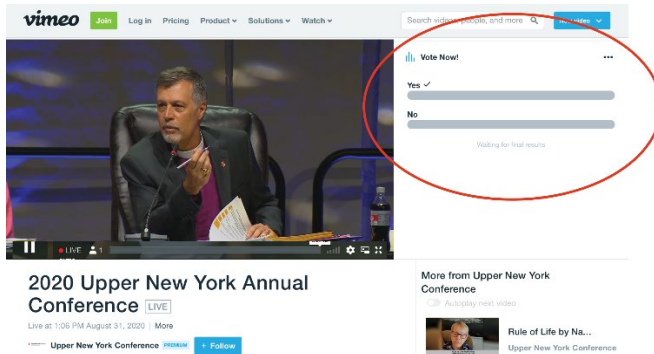 vimeo Join Log in Pricing Product Solutions Watch Search videos, people, and more New video
Vote Now!
Yes
No
Waiting for final results
LIVE 1
2020 Upper New York Annual
Conference LIVE
Live at 1:06 PM August 31, 2020 | More
Upper New York Conference PREMIUM + Follow
More from Upper New York
Conference
Autoplay next video
Rule of Life by Na...
Upper New York Conference